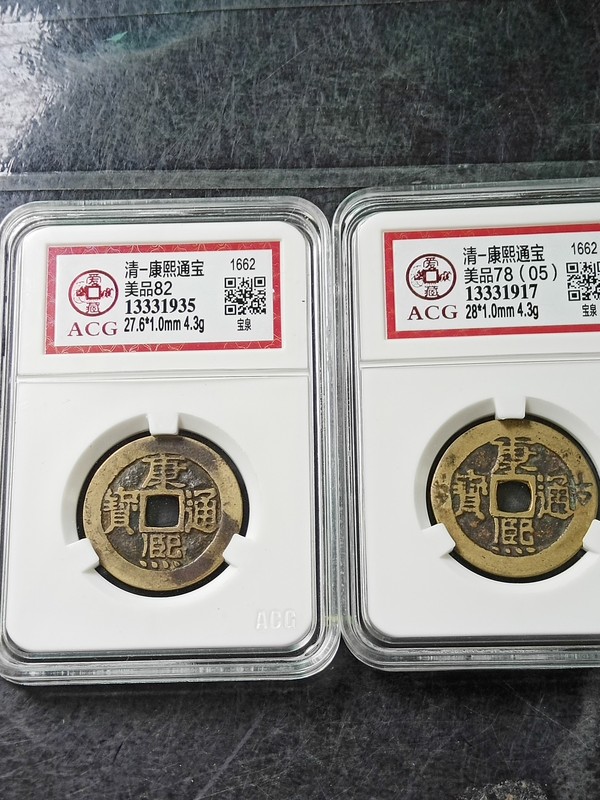 清-康熙通宝 1662
美品82
13331935
ACG 27.6*1.0mm 4.3g 宝泉
康熙通寳
ACG
清-康熙通宝 1662
美品78（05）
13331917
ACG 28*1.0mm 4.3g 宝泉
康熙通寳